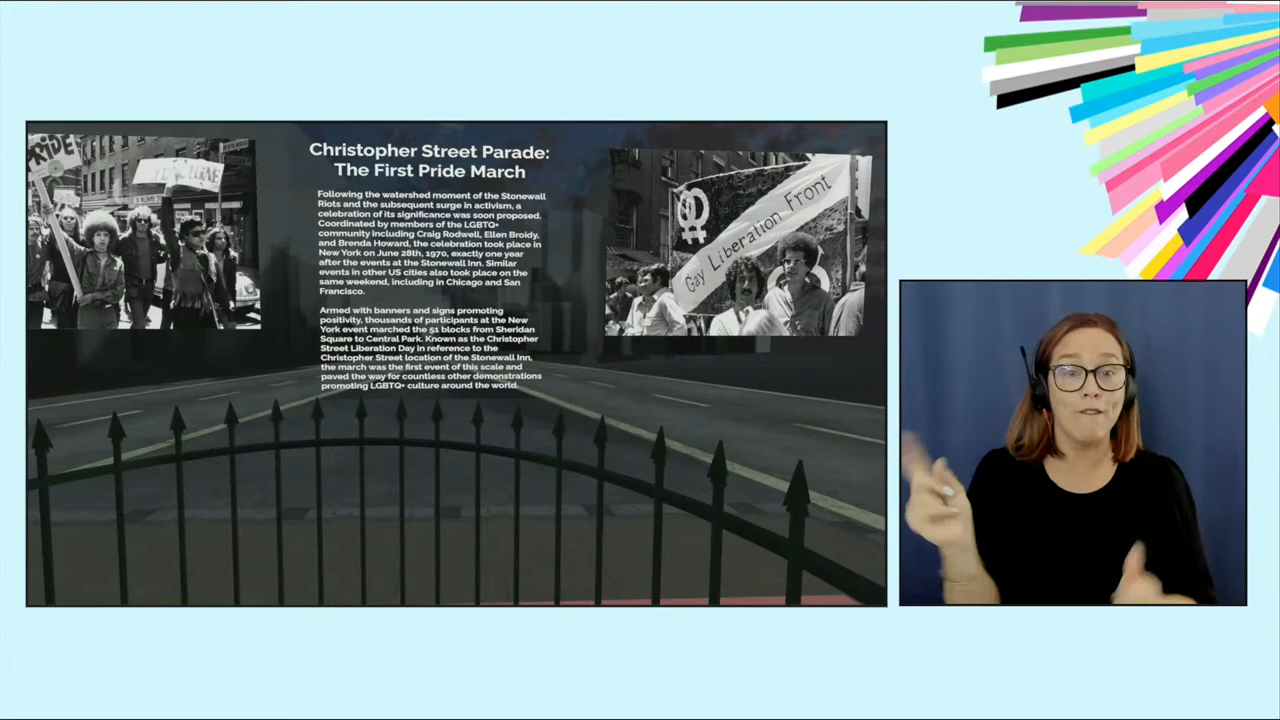 PRIDE
Christopher Street Parade:
The First Pride March
Following the watershed moment of the Stonewall
Riots and the subsequent surge in activism, a
celebration of its significance was soon proposed.
Coordinated by members of the LGBTQ+
community including Craig Rodwell, Ellen Broidy,
and Brenda Howard, the celebration took place in
New York on June 28th, 1970, exactly one year
after the events at the Stonewall Inn. Similar
events in other US cities also took place on the
same weekend, including in Chicago and San
Francisco.
Armed with banners and signs promoting
positivity, thousands of participants at the New
York event marched the 51 blocks from Sheridan
Square to Central Park. Known as the Christopher
Street Liberation Day in reference to the
Christopher Street location of the Stonewall Inn,
the march was the first event of this scale and
paved the way for countless other demonstrations
promoting LGBTQ+ culture around the world.
Gay Liberation Front